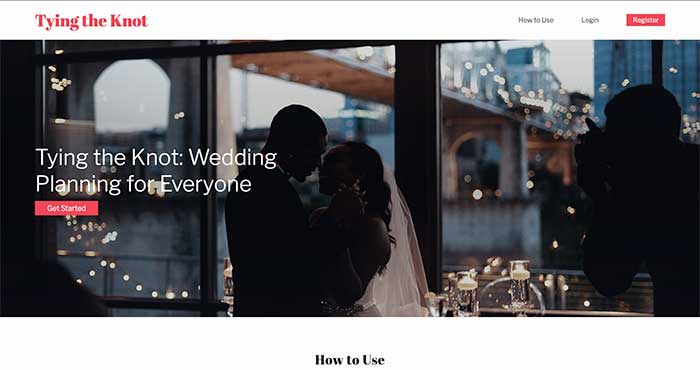 Tying the Knot
How to Use
Login
Register
Tying the Knot: Wedding
Planning for Everyone
Get Started
How to Use